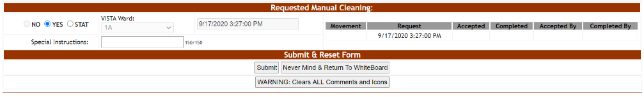 Requested Manual Cleaning:
NO YES STAT
VISTA Ward:
1A
9/17/2020 3:27:00 PM
Special Instructions:
150/150
Movement Request Accepted Completed Accepted By Completed By
9/17/2020 3:27:00 PM
Submit & Reset Form
Submit Never Mind & Return To WhiteBoard
WARNING: Clears ALL Comments and Icons